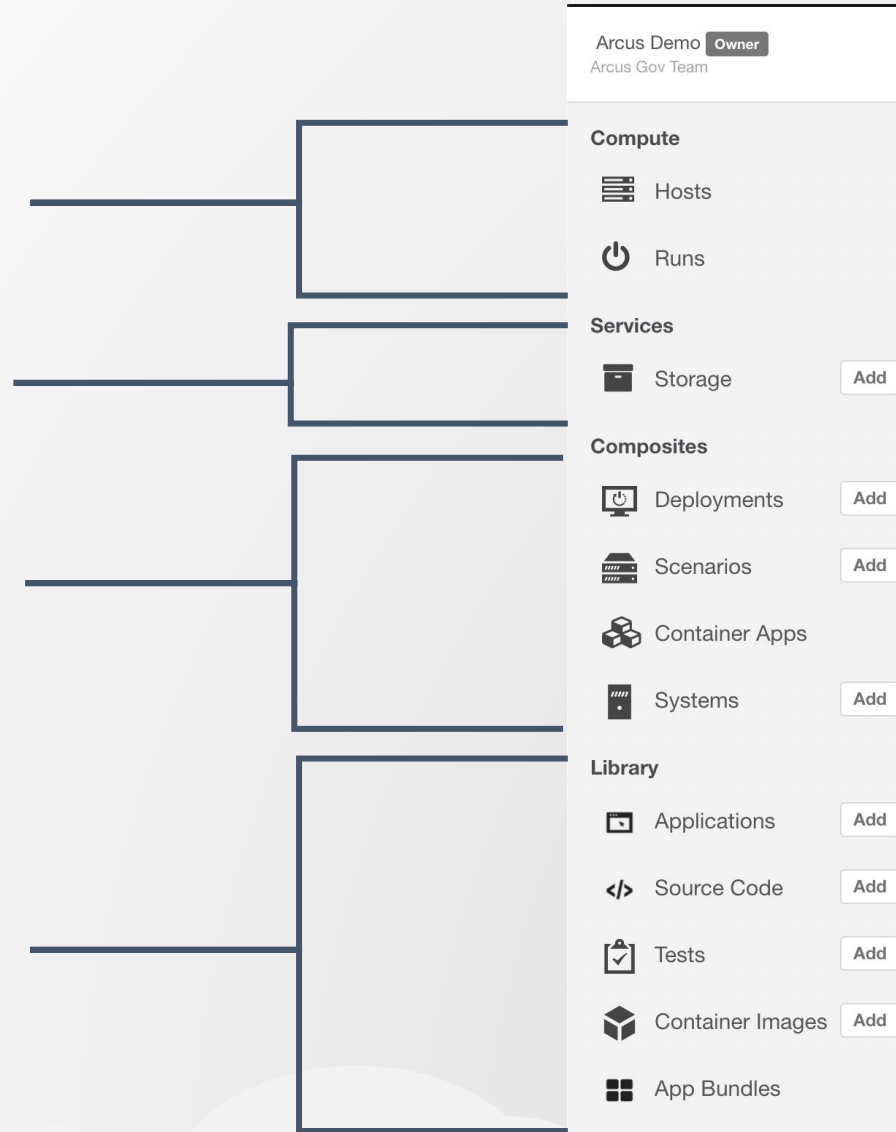 Arcus Demo Owner
Arcus Gov Team
Compute
Hosts
Runs
Services
Storage Add
Composites
Deployments Add
Scenarios Add
Container Apps
Systems Add
Library
Applications Add
Source Code Add
Tests Add
Container Images Add
App Bundles